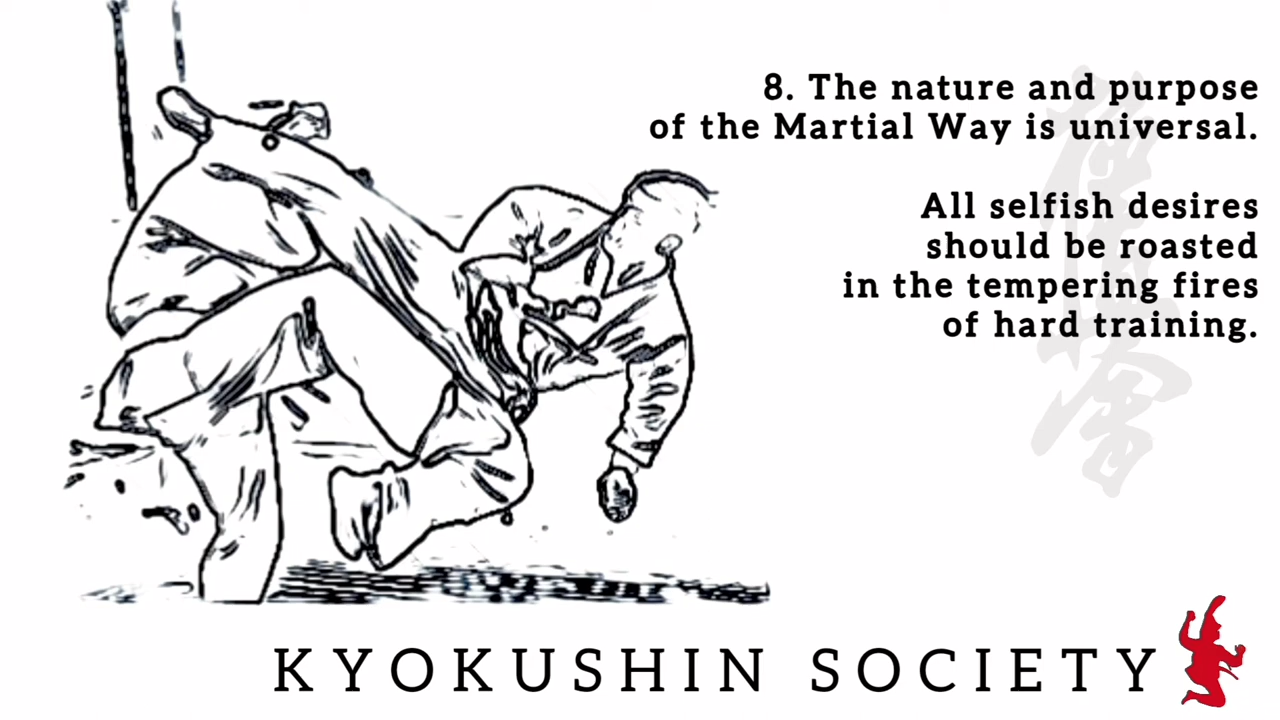 8. The nature and purpose
of the Martial Way is universal.
All selfish desires
should be roasted
in the tempering fires
of hard training.
KYOKUSHIN SOCIETY